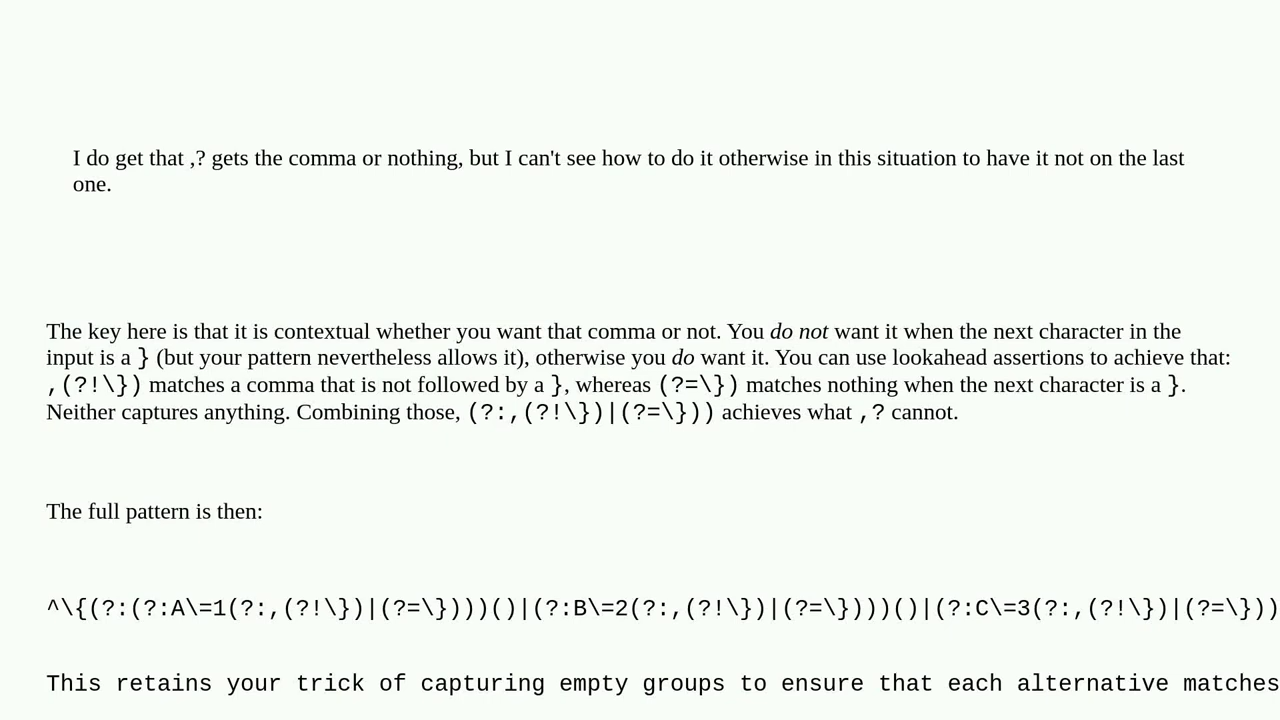 I do get that ,? gets the comma or nothing, but I can't see how to do it otherwise in this situation to have it not on the last
one.
The key here is that it is contextual whether you want that comma or not. You do not want it when the next character in the
input is a } (but your pattern nevertheless allows it), otherwise you do want it. You can use lookahead assertions to achieve that:
,(?!\}) matches a comma that is not followed by a }, whereas (?=\}) matches nothing when the next character is a }.
Neither captures anything. Combining those, (?:,(?!\})|(?=\})) achieves what ,? cannot.
The full pattern is then:
^\{(?:(?:A\=1(?:,(?!\})|(?=\})))()|(?:B\=2(?:,(?!\})|(?=\})))()|(?:C\=3(?:,(?!\})|(?=\}))
This retains your trick of capturing empty groups to ensure that each alternative matches